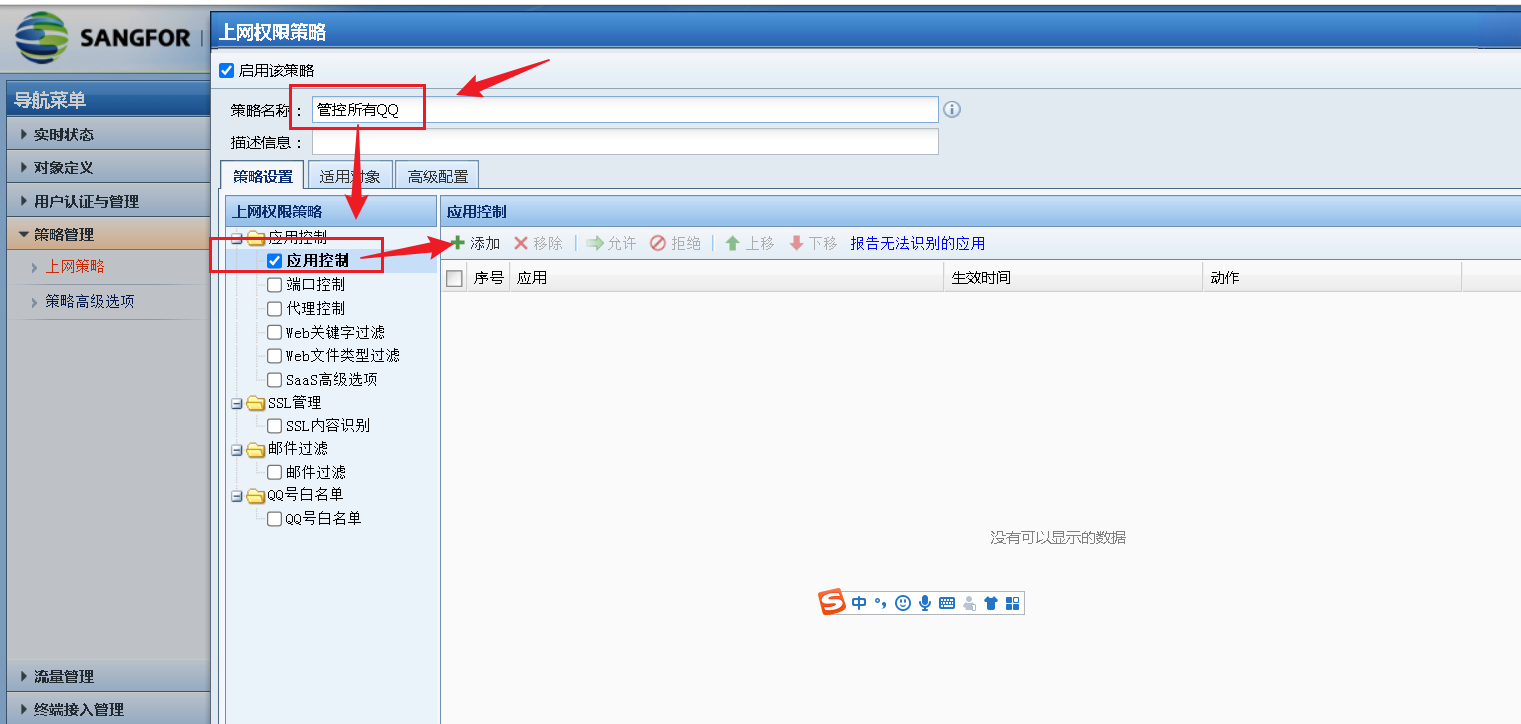 SANGFOR
上网权限策略
启用该策略
导航菜单
策略名称： 管控所有QQ
描述信息：
实时状态
对象定义
用户认证与管理
策略管理
上网策略
策略高级选项
流量管理
终端接入管理
策略设置 适用对象 高级配置
上网权限策略
应用控制
应用控制
端口控制
代理控制
Web关键字过滤
Web文件类型过滤
SaaS高级选项
SSL管理
SSL内容识别
邮件过滤
邮件过滤
QQ号白名单
QQ号白名单
应用控制
添加 移除 允许 拒绝 上移 下移 报告无法识别的应用
序号 应用 生效时间 动作
没有可以显示的数据
S 中